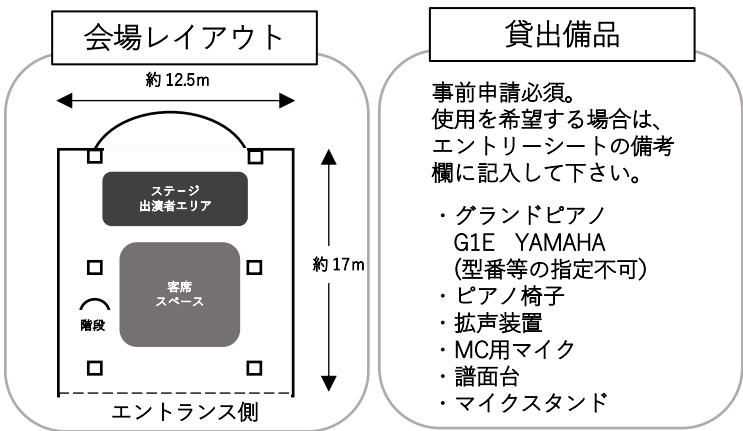 会場レイアウト
約 12.5m
ステージ
出演者エリア
約 17m
客席
スペース
階段
エントランス側
貸出備品
事前申請必須。
使用を希望する場合は、
エントリーシートの備考
欄に記入して下さい。
・グランドピアノ
G1E YAMAHA
(型番等の指定不可)
・ピアノ椅子
・拡声装置
・MC用マイク
・譜面台
・マイクスタンド